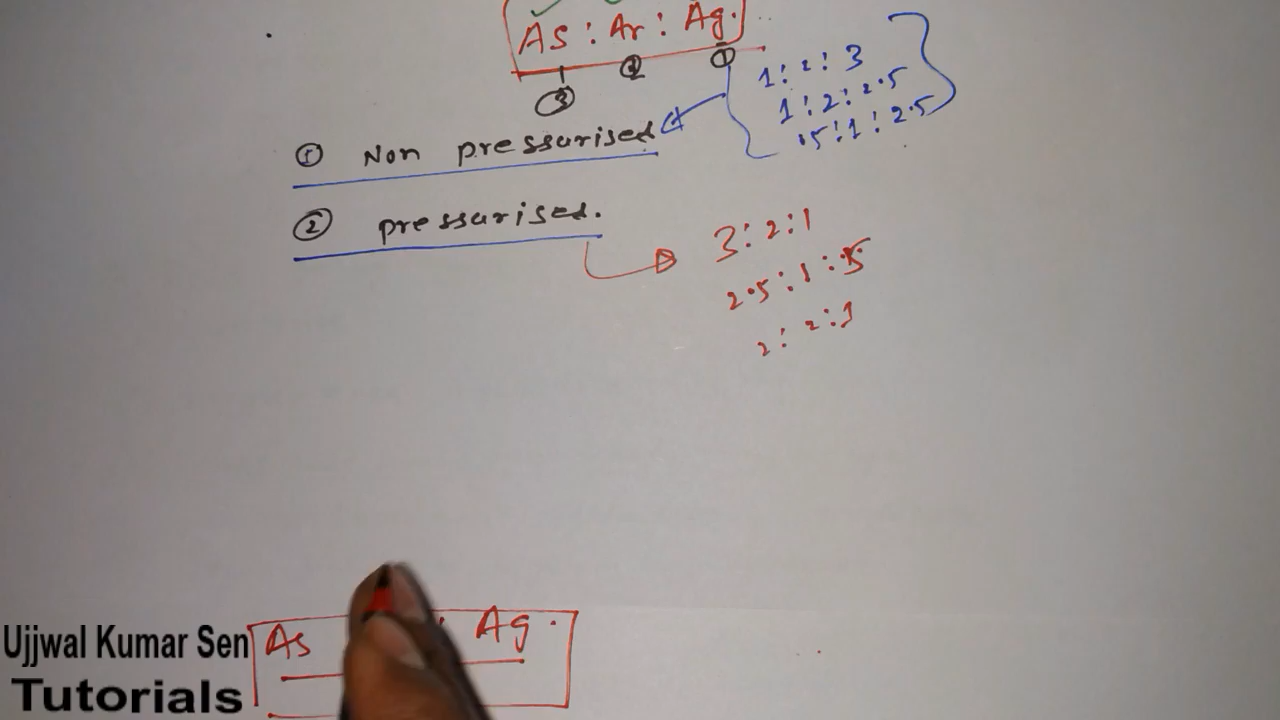 As : Ar : Ag.
③ ② ①
1 : 2 : 3
1 : 2 : 2.5
.5 : 1 : 2.5
① Non pressurised
② pressurised.
3 : 2 : 1
2.5 : 1 : .5
2 : 2 : 1
As : Ag.
Ujjwal Kumar Sen
Tutorials